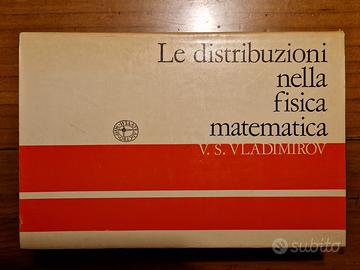 Le distribuzioni
nella
fisica
matematica
V. S. VLADIMIROV
subito